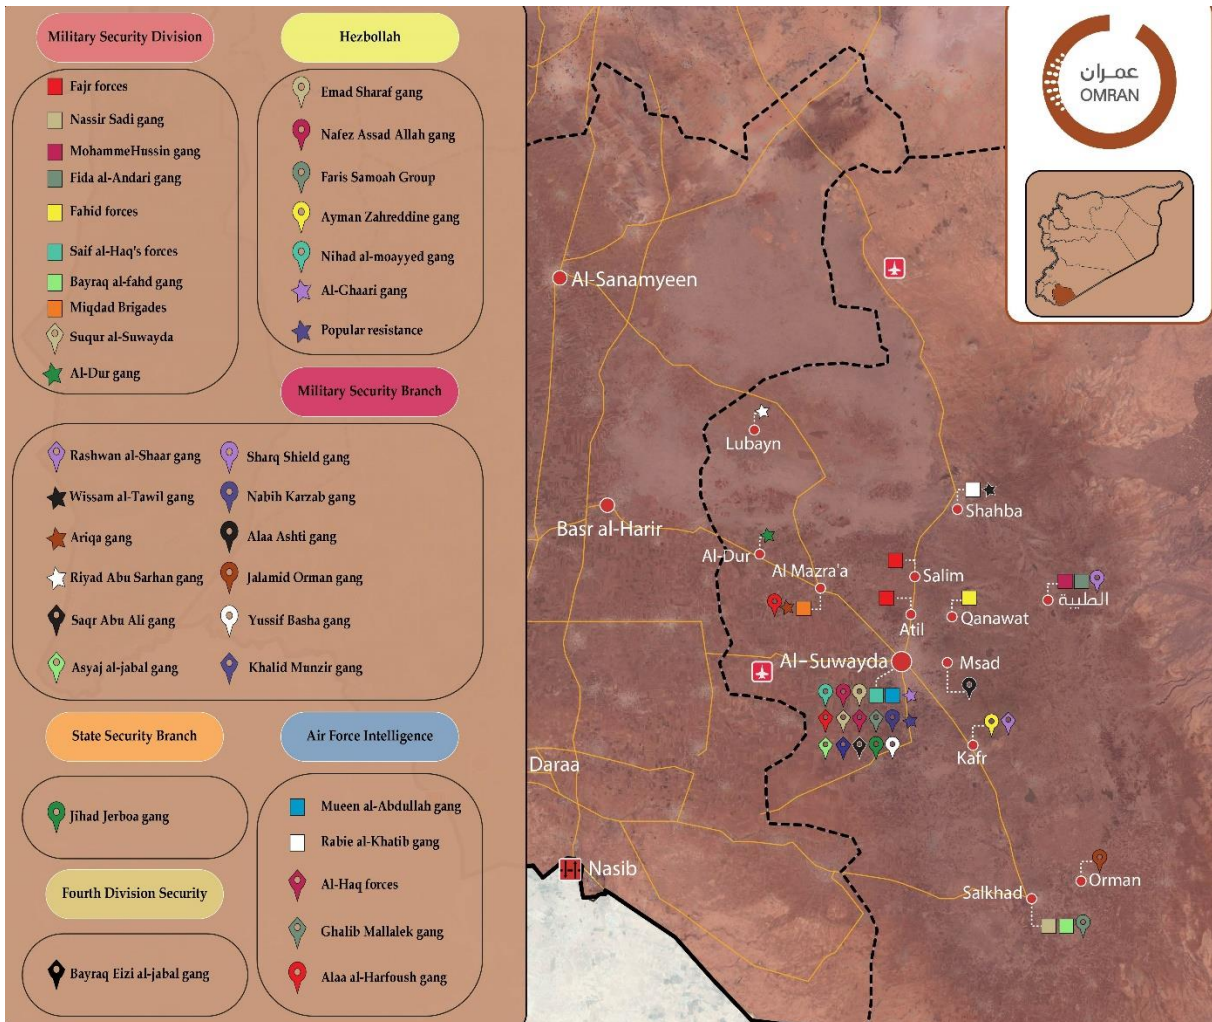 Military Security Division
Fajr forces
Nassir Sadi gang
MohammeHussin gang
Fida al-Andari gang
Fahid forces
Saif al-Haq's forces
Bayraq al-fahd gang
Miqdad Brigades
Suqur al-Suwayda
Al-Dur gang
Hezbollah
Emad Sharaf gang
Nafez Assad Allah gang
Faris Samoah Group
Ayman Zahreddine gang
Nihad al-moayyed gang
Al-Ghaari gang
Popular resistance
Military Security Branch
Rashwan al-Shaar gang
Wissam al-Tawil gang
Ariqa gang
Riyad Abu Sarhan gang
Saqr Abu Ali gang
Asyaj al-jabal gang
Sharq Shield gang
Nabih Karzab gang
Alaa Ashti gang
Jalamid Orman gang
Yussif Basha gang
Khalid Munzir gang
State Security Branch
Jihad Jerboa gang
Fourth Division Security
Bayraq Eizi al-jabal gang
Air Force Intelligence
Mueen al-Abdullah gang
Rabie al-Khatib gang
Al-Haq forces
Ghalib Mallalek gang
Alaa al-Harfoush gang
عمران
OMRAN
Al-Sanamyeen
Lubayn
Shahba
Basr al-Harir
Al-Dur
Al Mazra'a
Salim
الطيبة
Atil
Qanawat
Al-Suwayda
Msad
Kafr
Daraa
Nasib
Salkhad
Orman